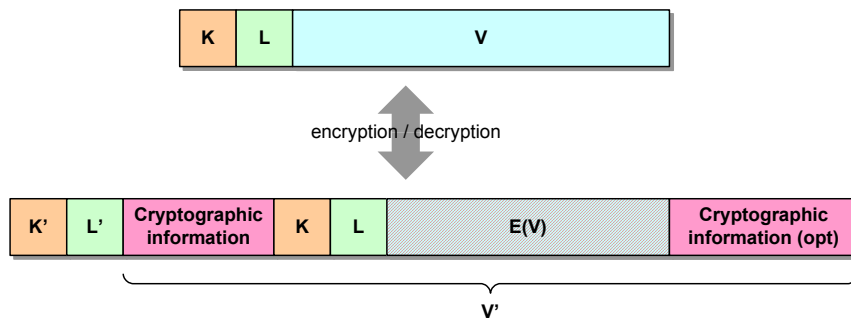 K L V
encryption / decryption
K’ L’ Cryptographic information K L E(V) Cryptographic information (opt)
V’